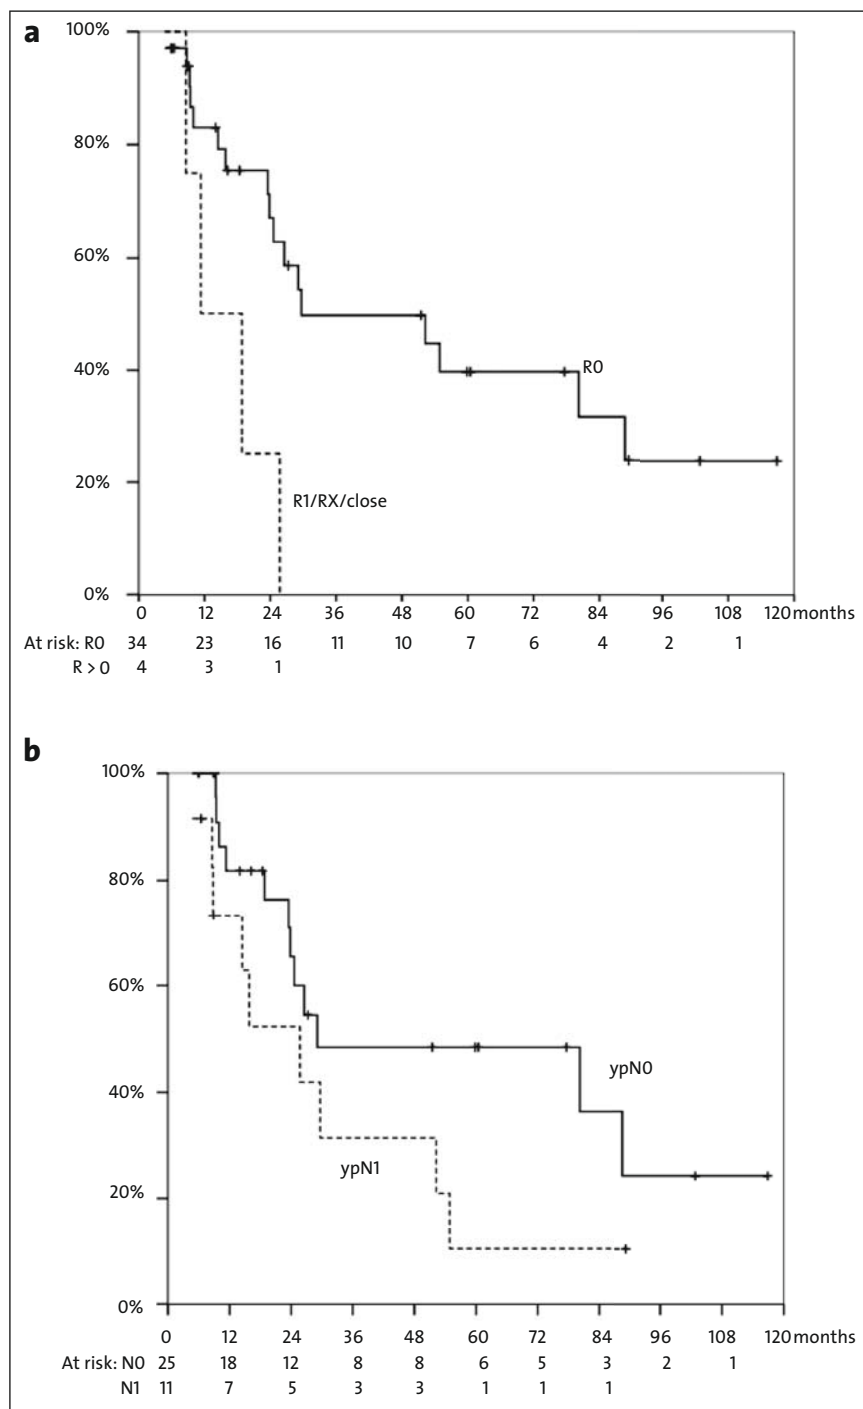 a
100%
80%
60%
40%
R0
20%
R1/RX/close
0%
0 12 24 36 48 60 72 84 96 108 120 months
At risk: R0 34 23 16 11 10 7 6 4 2 1
R > 0 4 3 1
b
100%
80%
60%
ypN0
40%
ypN1
20%
0%
0 12 24 36 48 60 72 84 96 108 120 months
At risk: N0 25 18 12 8 8 6 5 3 2 1
N1 11 7 5 3 3 1 1 1